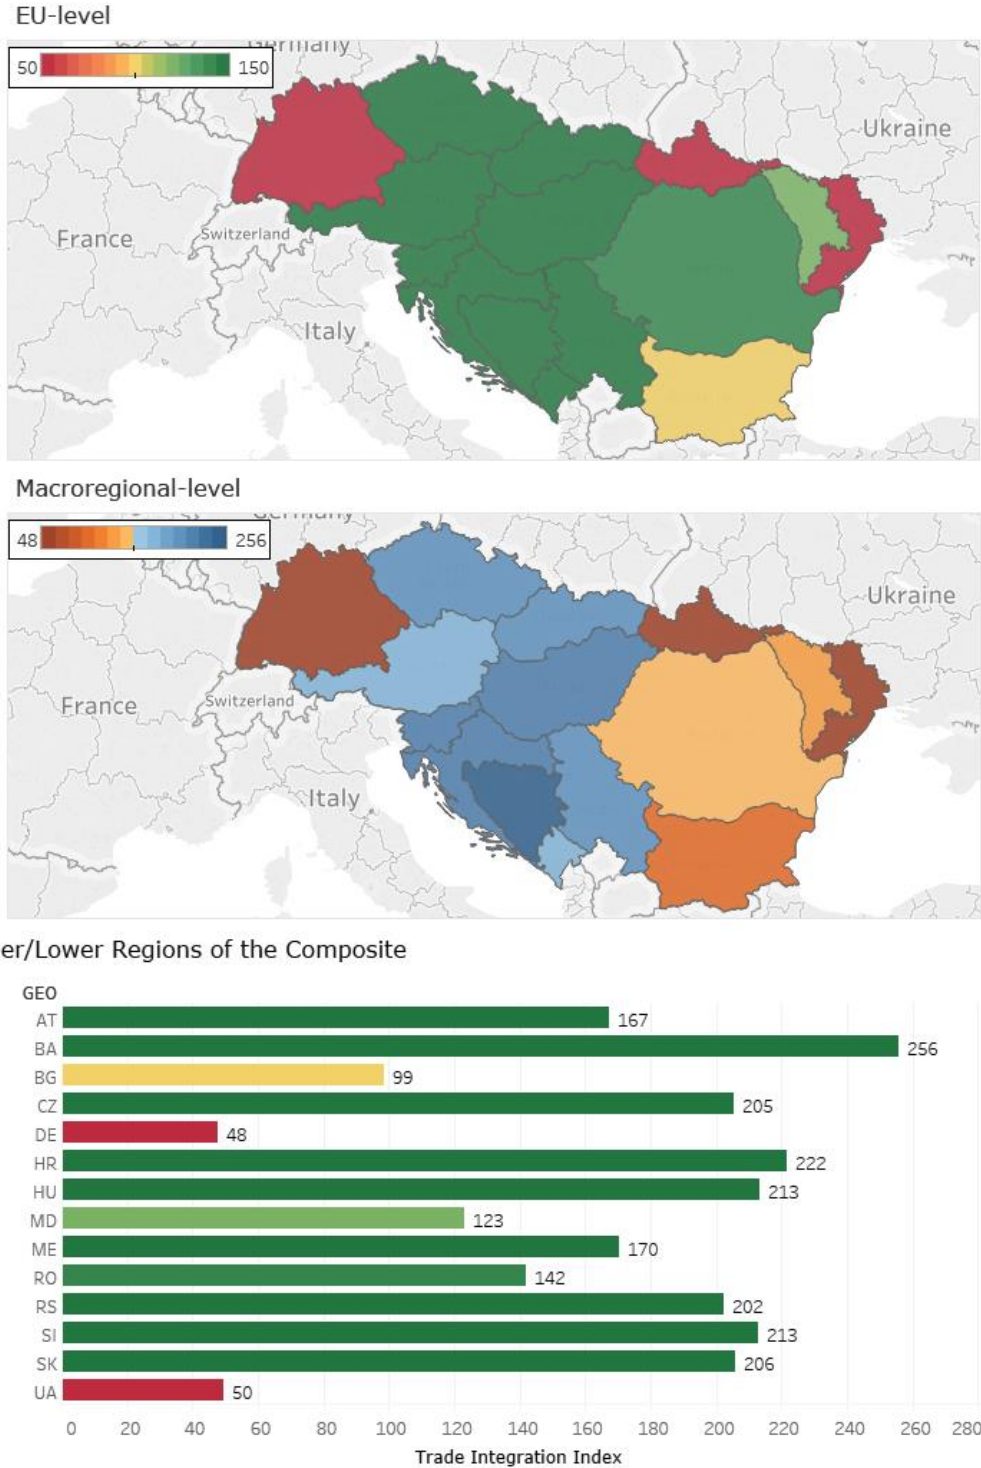 EU-level
Germany
50 150
Ukraine
France
Switzerland
Italy
Macroregional-level
Germany
48 256
Ukraine
France
Switzerland
Italy
er/Lower Regions of the Composite
GEO
AT 167
BA 256
BG 99
CZ 205
DE 48
HR 222
HU 213
MD 123
ME 170
RO 142
RS 202
SI 213
SK 206
UA 50
0 20 40 60 80 100 120 140 160 180 200 220 240 260 280
Trade Integration Index